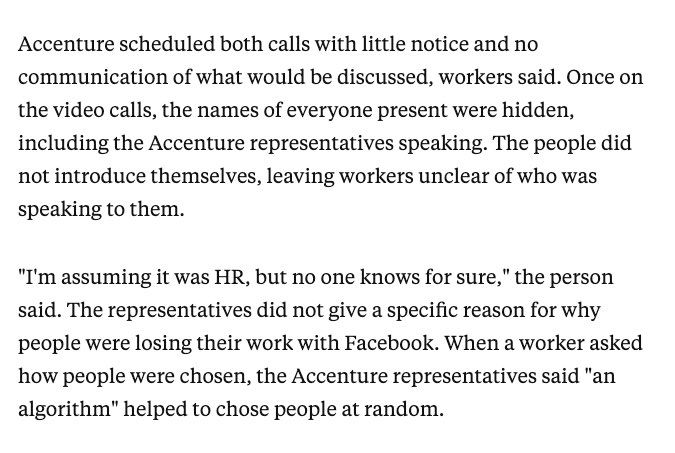 Accenture scheduled both calls with little notice and no
communication of what would be discussed, workers said. Once on
the video calls, the names of everyone present were hidden,
including the Accenture representatives speaking. The people did
not introduce themselves, leaving workers unclear of who was
speaking to them.
"I'm assuming it was HR, but no one knows for sure," the person
said. The representatives did not give a specific reason for why
people were losing their work with Facebook. When a worker asked
how people were chosen, the Accenture representatives said "an
algorithm" helped to chose people at random.